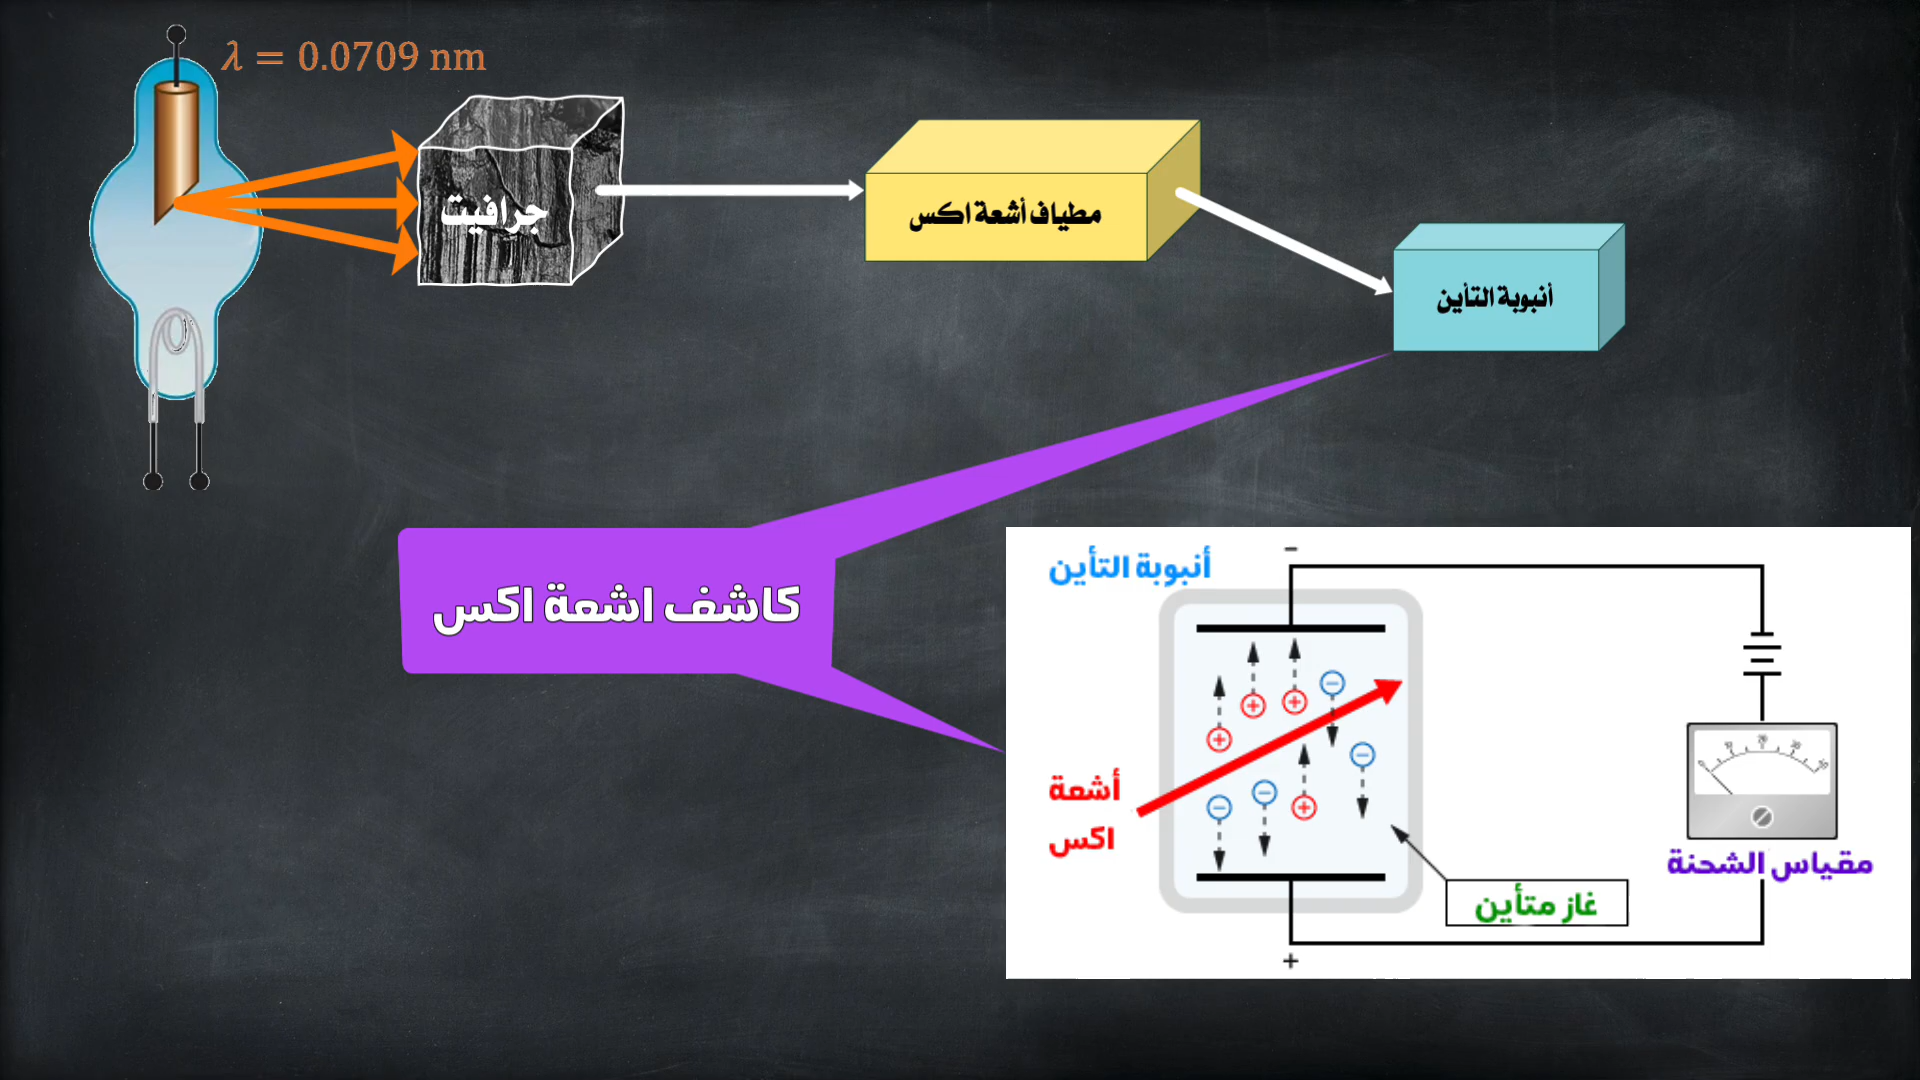 λ = 0.0709 nm
جرافيت
مطياف أشعة اكس
أنبوبة التأين
كاشف اشعة اكس
أنبوبة التأين
−
أشعة
اكس
مقياس الشحنة
غاز متأين
+